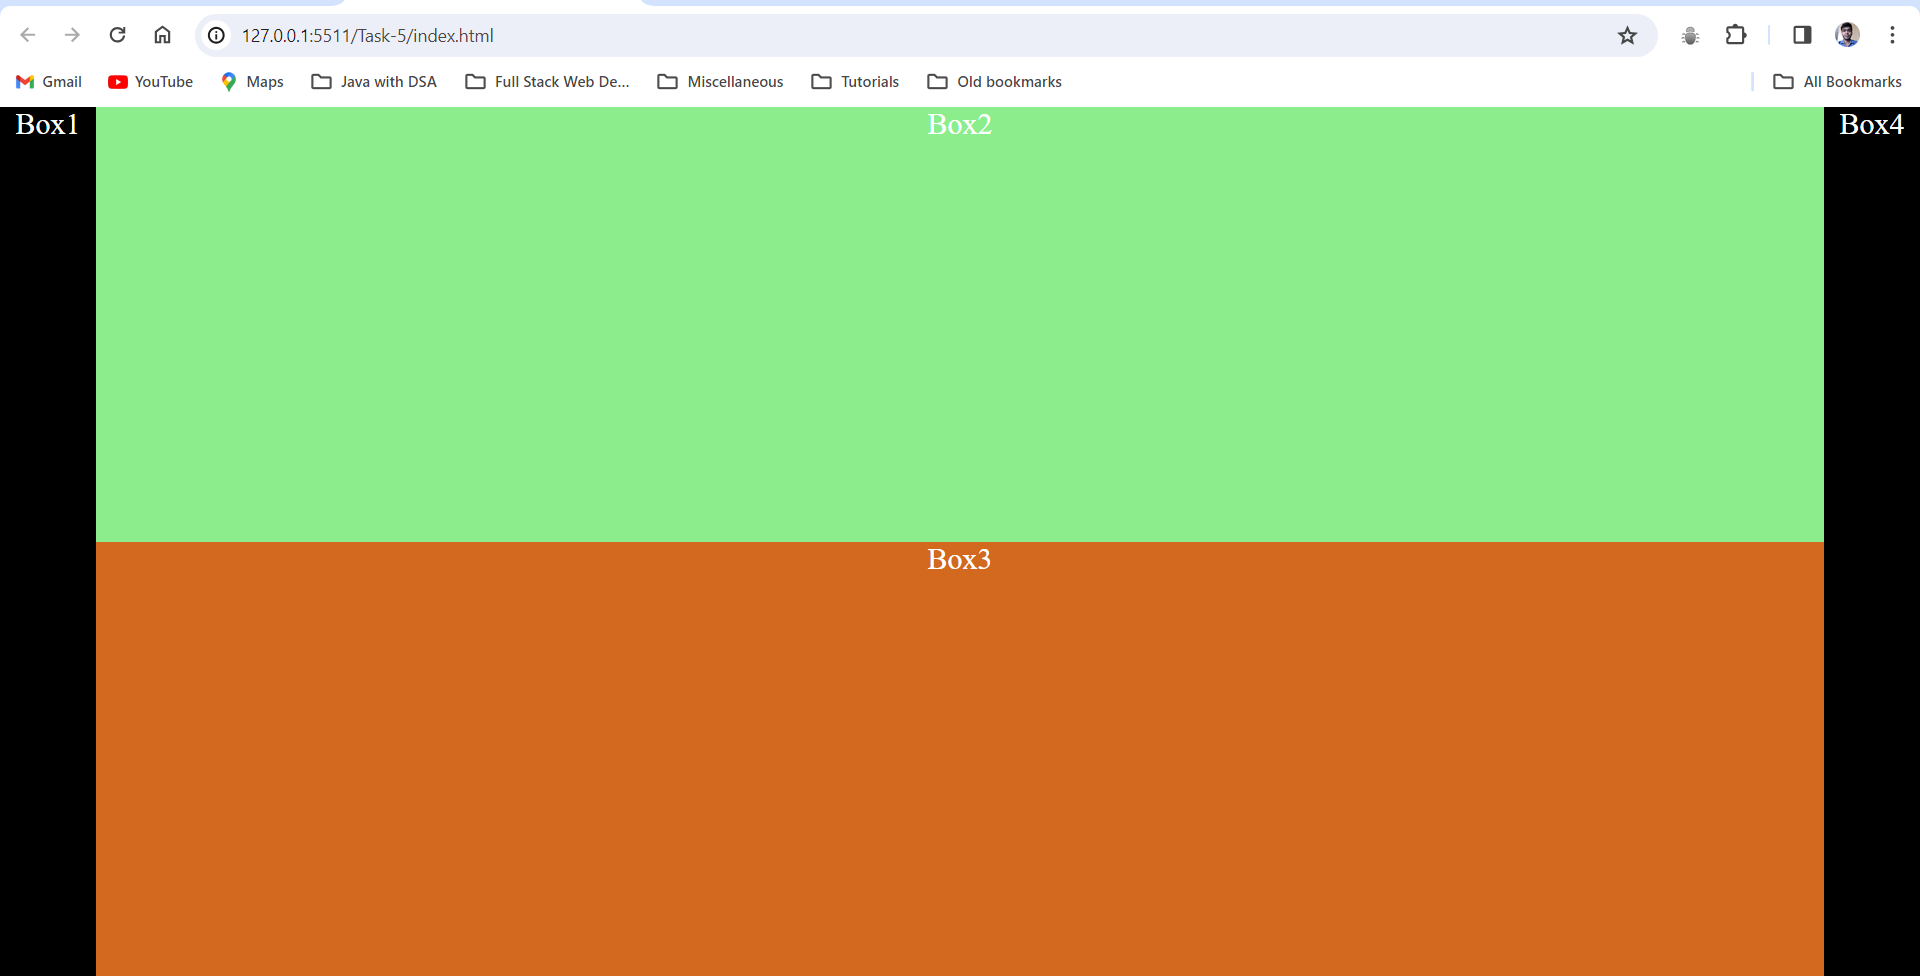 127.0.0.1:5511/Task-5/index.html
Gmail YouTube Maps Java with DSA Full Stack Web De... Miscellaneous Tutorials Old bookmarks All Bookmarks
Box1 Box2 Box4
Box3